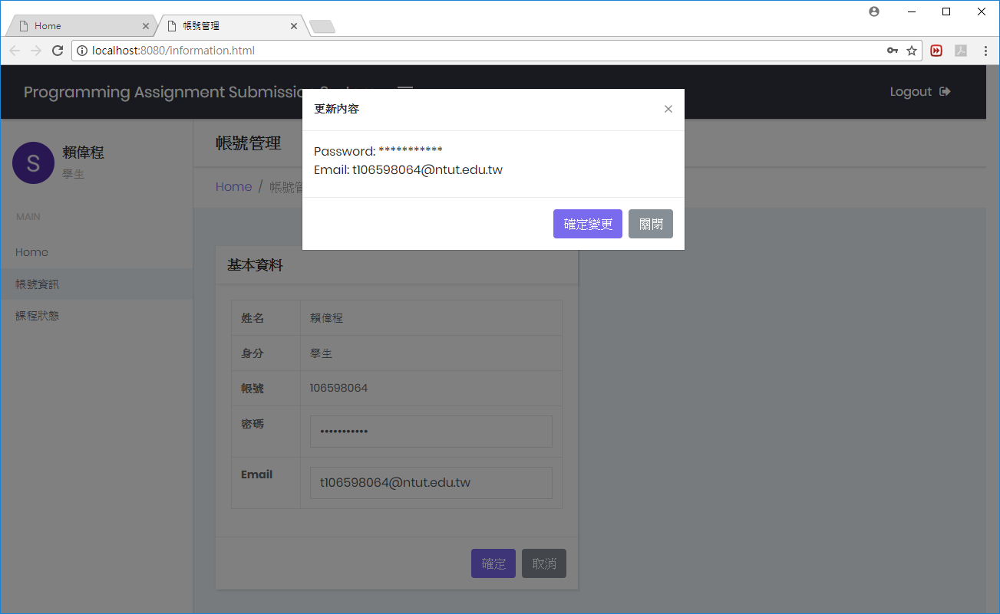 Home
帳號管理
localhost:8080/information.html
Programming Assignment Submission
Logout
更新內容
×
Password: ***********
Email: t106598064@ntut.edu.tw
確定變更 關閉
S
賴偉程
學生
MAIN
Home
帳號資訊
課程狀態
帳號管理
Home / 帳號管
基本資料
姓名 賴偉程
身分 學生
帳號 106598064
密碼 •••••••••••
Email t106598064@ntut.edu.tw
確定 取消